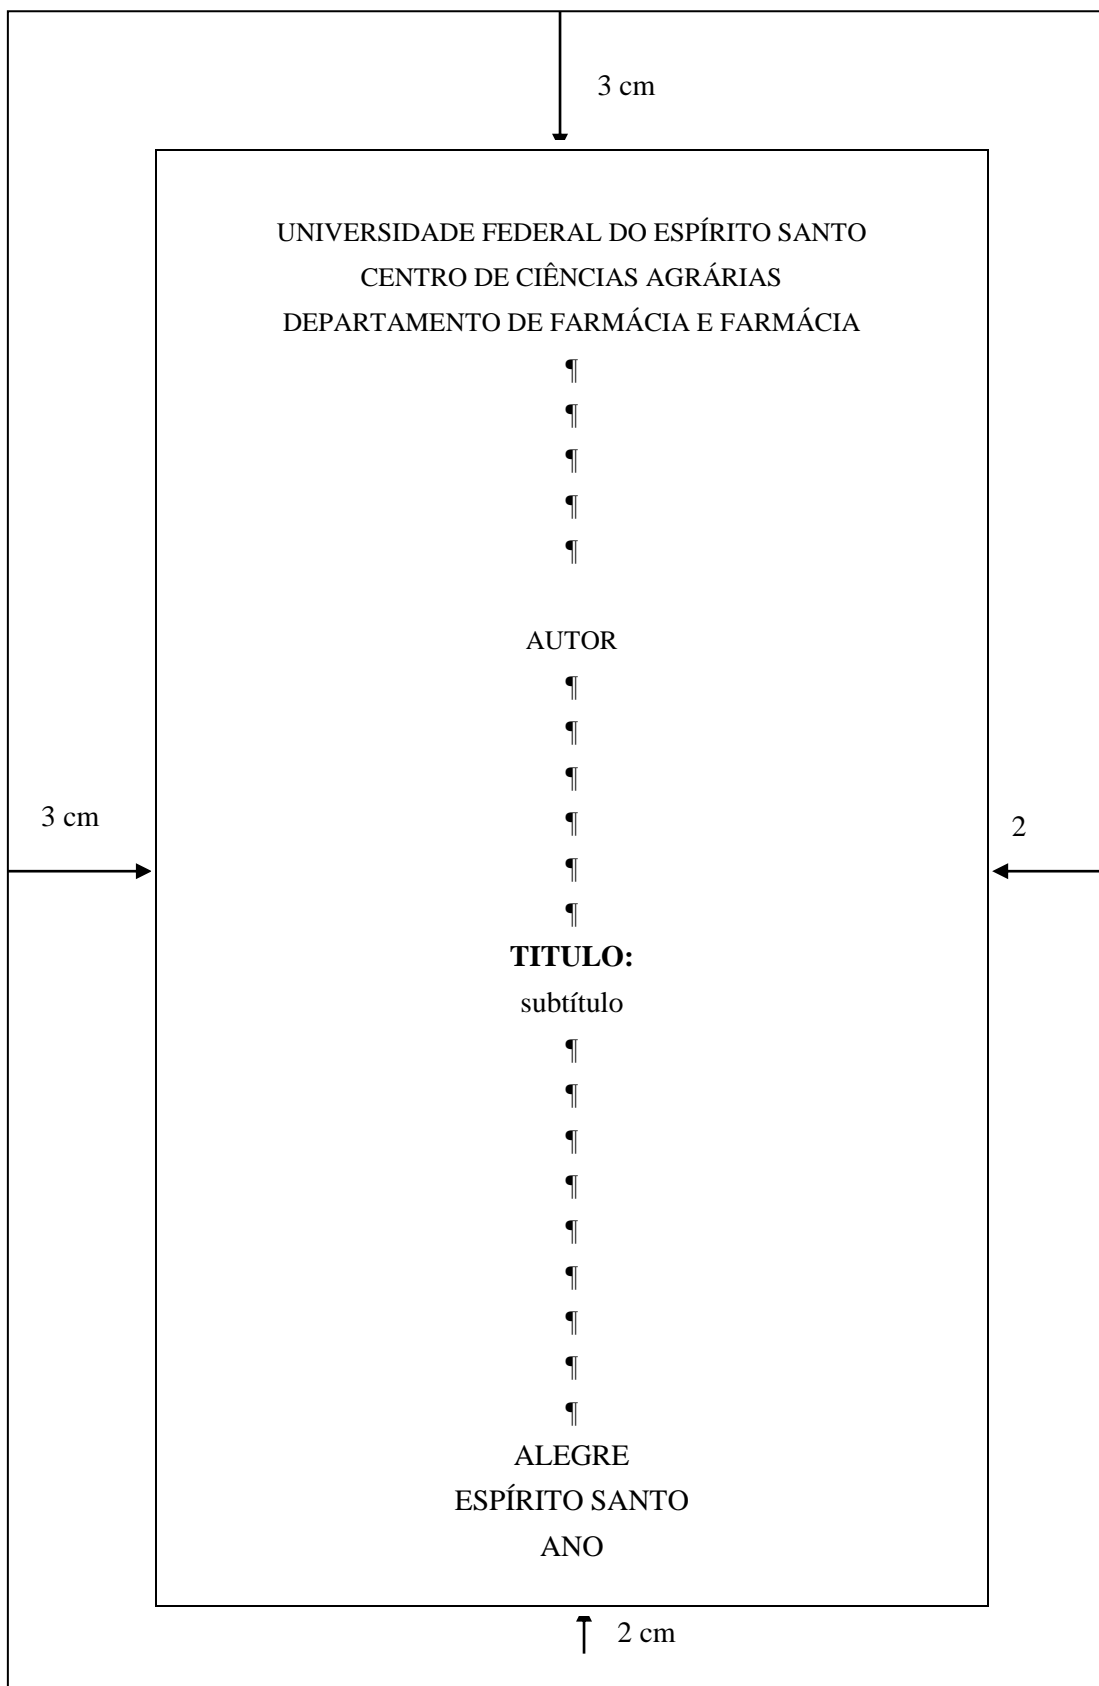 3 cm
UNIVERSIDADE FEDERAL DO ESPÍRITO SANTO
CENTRO DE CIÊNCIAS AGRÁRIAS
DEPARTAMENTO DE FARMÁCIA E FARMÁCIA
¶
¶
¶
¶
¶
AUTOR
¶
¶
¶
3 cm
¶
2
¶
¶
TITULO:
subtítulo
¶
¶
¶
¶
¶
¶
¶
¶
¶
ALEGRE
ESPÍRITO SANTO
ANO
2 cm